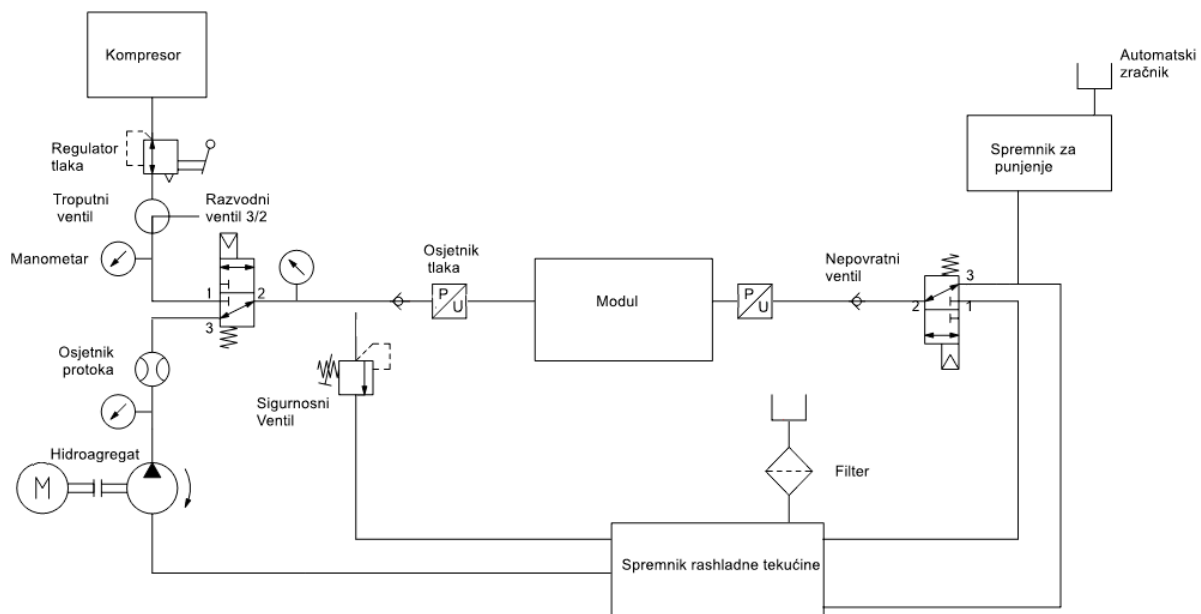 Kompresor
Automatski
zračnik
Regulator
tlaka
Spremnik za
punjenje
Troputni
ventil
Razvodni
ventil 3/2
Manometar
Osjetnik
tlaka
Nepovratni
ventil
1
2
3
P
U
Modul
P
U
3
2
1
Osjetnik
protoka
Sigurnosni
Ventil
Hidroagregat
M
Filter
Spremnik rashladne tekućine